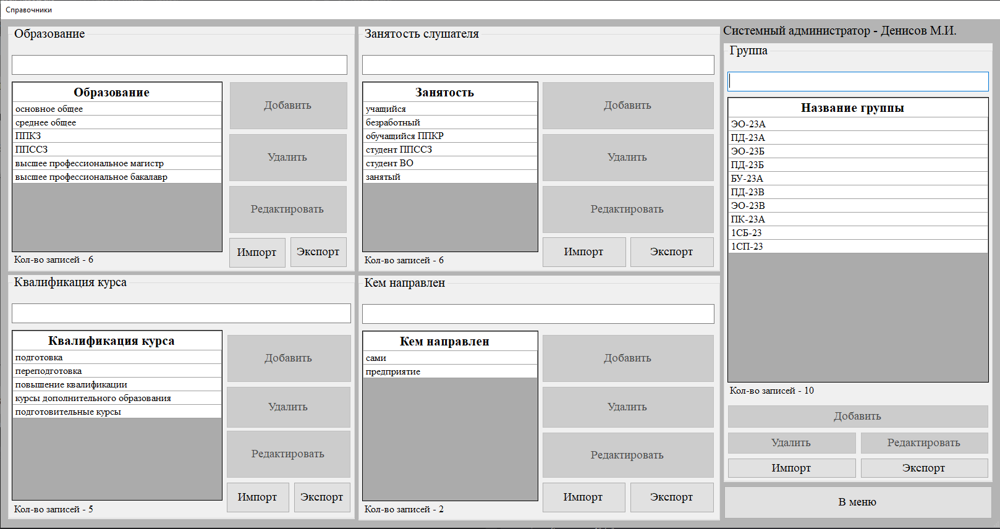 Справочники
Образование
Образование
основное общее
среднее общее
ППКЗ
ППССЗ
высшее профессиональное магистр
высшее профессиональное бакалавр
Добавить
Удалить
Редактировать
Импорт
Экспорт
Кол-во записей - 6
Занятость слушателя
Занятость
учащийся
безработный
обучащийся ППКР
студент ППССЗ
студент ВО
занятый
Добавить
Удалить
Редактировать
Импорт
Экспорт
Кол-во записей - 6
Квалификация курса
Квалификация курса
подготовка
переподготовка
повышение квалификации
курсы дополнительного образования
подготовительные курсы
Добавить
Удалить
Редактировать
Импорт
Экспорт
Кол-во записей - 5
Кем направлен
Кем направлен
сами
предприятие
Добавить
Удалить
Редактировать
Импорт
Экспорт
Кол-во записей - 2
Системный администратор - Денисов М.И.
Группа
Название группы
ЭО-23А
ПД-23А
ЭО-23Б
ПД-23Б
БУ-23А
ПД-23В
ЭО-23В
ПК-23А
1СБ-23
1СП-23
Кол-во записей - 10
Добавить
Удалить
Редактировать
Импорт
Экспорт
В меню